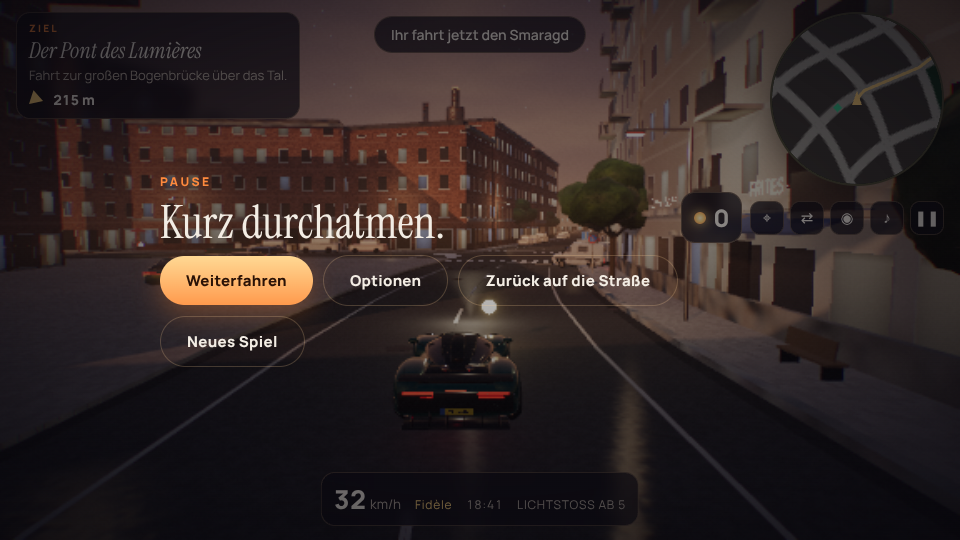 ZIEL
Der Pont des Lumières
Fahrt zur großen Bogenbrücke über das Tal.
215 m
Ihr fahrt jetzt den Smaragd
FRITES
0
PAUSE
Kurz durchatmen.
Weiterfahren
Optionen
Zurück auf die Straße
Neues Spiel
32 km/h Fidèle 18:41 LICHTSTOSS AB 5